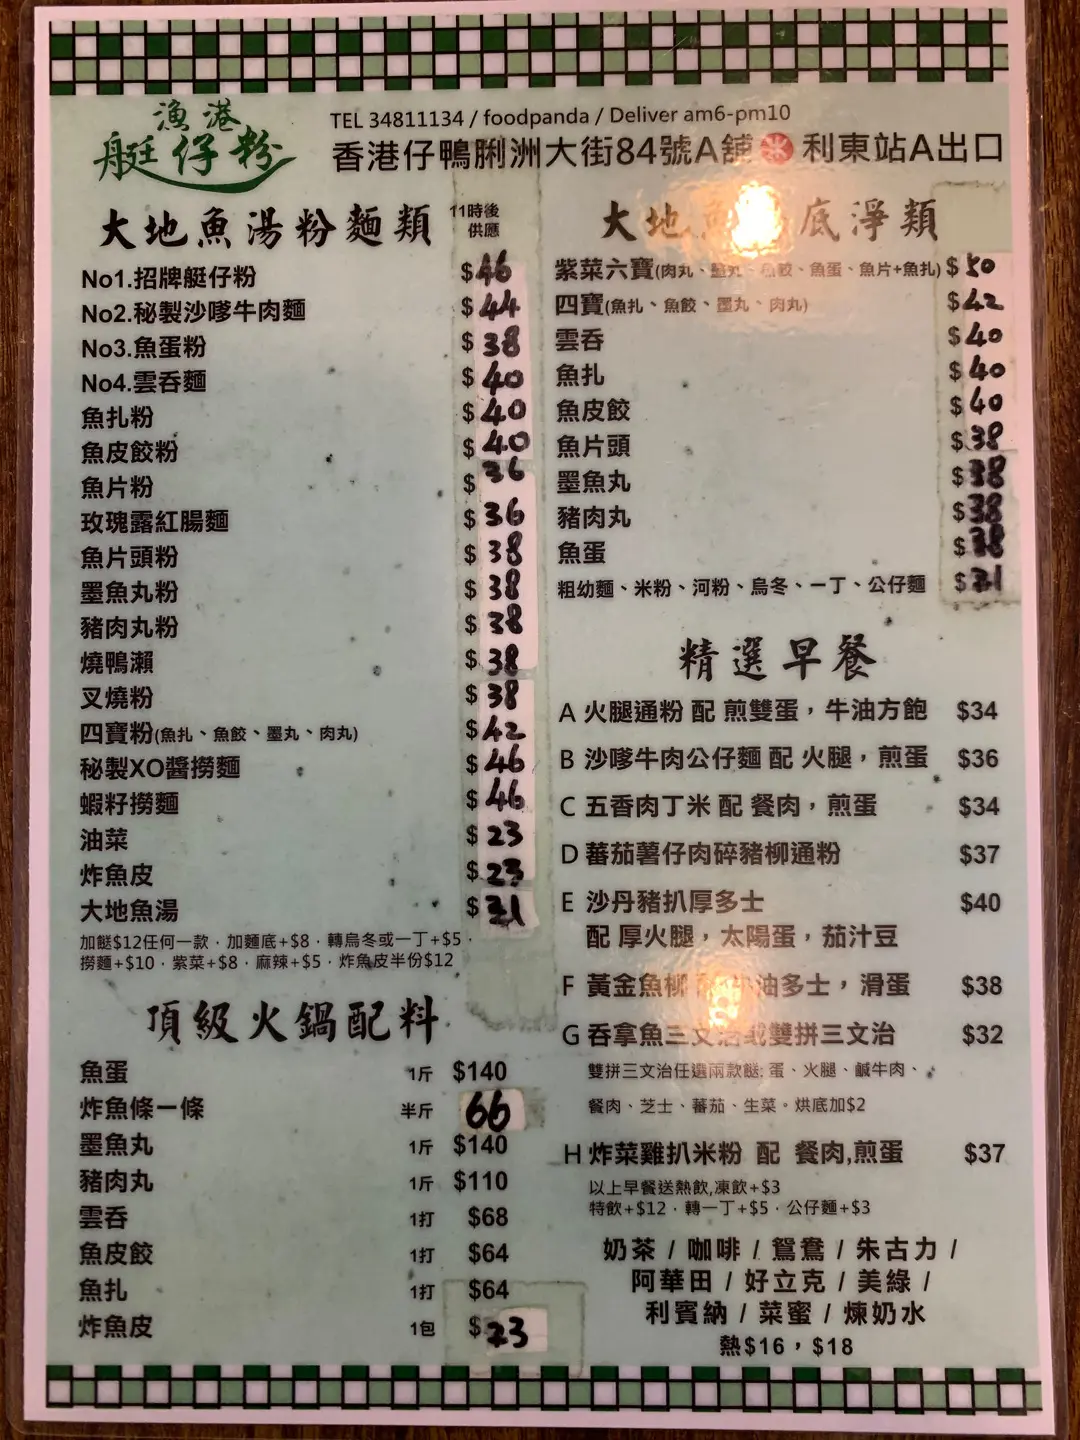 漁港
艇仔粉
TEL 34811134 / foodpanda / Deliver am6-pm10
香港仔鴨脷洲大街84號A舖 利東站A出口
大地魚湯粉麵類 11時後供應
No1.招牌艇仔粉 $46
No2.秘製沙嗲牛肉麵 $44
No3.魚蛋粉 $38
No4.雲吞麵 $40
魚扎粉 $40
魚皮餃粉 $40
魚片粉 $36
玫瑰露紅腸麵 $36
魚片頭粉 $38
墨魚丸粉 $38
豬肉丸粉 $38
燒鴨瀨 $38
叉燒粉 $38
四寶粉(魚扎、魚餃、墨丸、肉丸) $42
秘製XO醬撈麵 $46
蝦籽撈麵 $46
油菜 $23
炸魚皮 $23
大地魚湯 $31
加餸$12任何一款．加麵底+$8．轉烏冬或一丁+$5．
撈麵+$10．紫菜+$8．麻辣+$5．炸魚皮半份$12
頂級火鍋配料
魚蛋 1斤 $140
炸魚條一條 半斤 66
墨魚丸 1斤 $140
豬肉丸 1斤 $110
雲吞 1打 $68
魚皮餃 1打 $64
魚扎 1打 $64
炸魚皮 1包 $23
大地魚 底淨類
紫菜六寶(肉丸、墨丸、魚餃、魚蛋、魚片+魚扎) $50
四寶(魚扎、魚餃、墨丸、肉丸) $42
雲吞 $40
魚扎 $40
魚皮餃 $40
魚片頭 $38
墨魚丸 $38
豬肉丸 $38
魚蛋 $38
粗幼麵、米粉、河粉、烏冬、一丁、公仔麵 $21
精選早餐
A 火腿通粉 配 煎雙蛋，牛油方飽 $34
B 沙嗲牛肉公仔麵 配 火腿，煎蛋 $36
C 五香肉丁米 配 餐肉，煎蛋 $34
D 蕃茄薯仔肉碎豬柳通粉 $37
E 沙丹豬扒厚多士 $40
配 厚火腿，太陽蛋，茄汁豆
F 黃金魚柳 配 牛油多士，滑蛋 $38
G 吞拿魚三文治或雙拼三文治 $32
雙拼三文治任選兩款餸: 蛋、火腿、鹹牛肉、
餐肉、芝士、蕃茄、生菜。烘底加$2
H 炸菜雞扒米粉 配 餐肉,煎蛋 $37
以上早餐送熱飲,凍飲+$3
特飲+$12．轉一丁+$5．公仔麵+$3
奶茶 / 咖啡 / 鴛鴦 / 朱古力 /
阿華田 / 好立克 / 美綠 /
利賓納 / 菜蜜 / 煉奶水
熱$16，$18